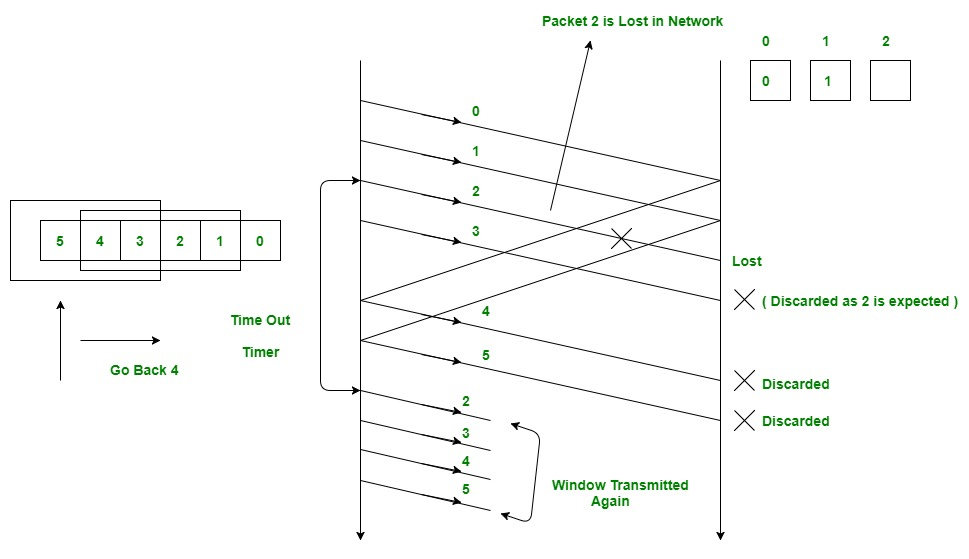 Packet 2 is Lost in Network
0 1 2
0 1
0
1
2
3
5 4 3 2 1 0
Lost
( Discarded as 2 is expected )
Time Out
Timer
4
Go Back 4
5
Discarded
Discarded
2
3
4
5
Window Transmitted
Again